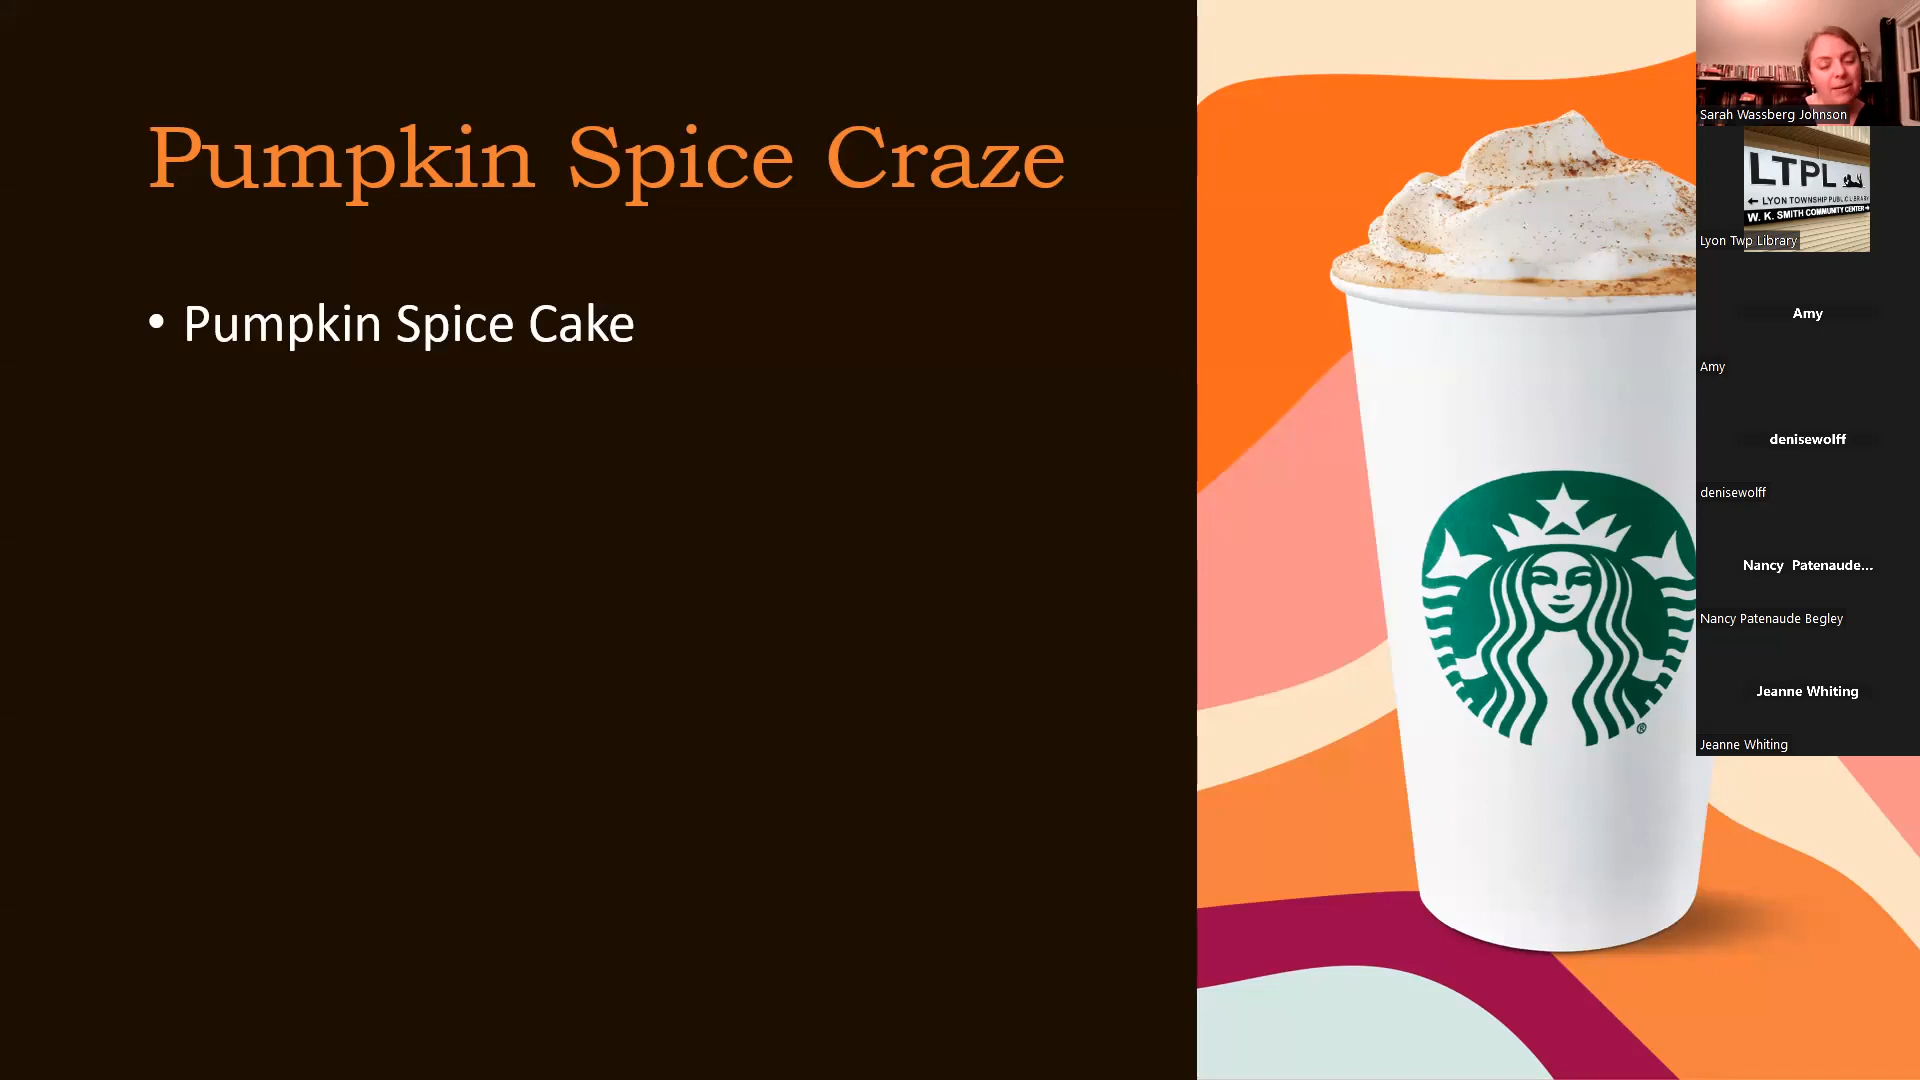 Pumpkin Spice Craze
• Pumpkin Spice Cake
®
Sarah Wassberg Johnson
LTPL
← LYON TOWNSHIP PUBLIC LIBRARY
W. K. SMITH COMMUNITY CENTER →
Lyon Twp Library
Amy
Amy
denisewolff
denisewolff
Nancy Patenaude...
Nancy Patenaude Begley
Jeanne Whiting
Jeanne Whiting